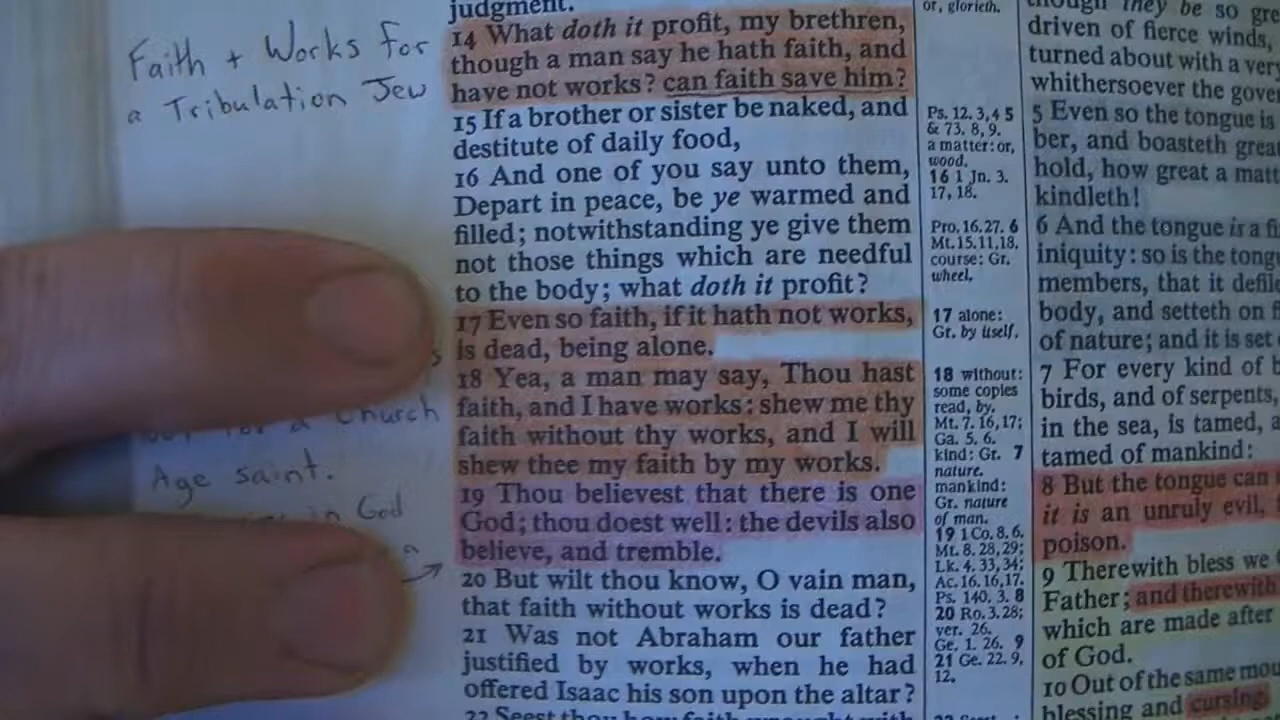 Faith + Works for
a Tribulation Jew
s
a Church
Age saint.
in God
a
judgment.
14 What doth it profit, my brethren,
though a man say he hath faith, and
have not works? can faith save him?
15 If a brother or sister be naked, and
destitute of daily food,
16 And one of you say unto them,
Depart in peace, be ye warmed and
filled; notwithstanding ye give them
not those things which are needful
to the body; what doth it profit?
17 Even so faith, if it hath not works,
is dead, being alone.
18 Yea, a man may say, Thou hast
faith, and I have works: shew me thy
faith without thy works, and I will
shew thee my faith by my works.
19 Thou believest that there is one
God; thou doest well: the devils also
believe, and tremble.
20 But wilt thou know, O vain man,
that faith without works is dead?
21 Was not Abraham our father
justified by works, when he had
offered Isaac his son upon the altar?
22 Seest thou how faith wrought with
or, glorieth.
Ps. 12. 3,4 5
& 73. 8, 9.
a matter: or,
wood.
16 1 Jn. 3.
17, 18.
Pro. 16.27. 6
Mt. 15.11,18.
course: Gr.
wheel.
17 alone:
Gr. by itself.
18 without:
some copies
read, by.
Mt. 7. 16,17;
Ga. 5. 6.
kind: Gr. 7
nature.
mankind:
Gr. nature
of man.
19 1 Co. 8. 6.
Mt. 8. 28, 29;
Lk. 4. 33,34;
Ac. 16. 16,17.
Ps. 140. 3. 8
20 Ro. 3.28;
ver. 26.
Ge. 1. 26. 9
21 Ge. 22. 9,
12.
though they be so
driven of fierce winds,
turned about with a
whithersoever the
5 Even so the tongue is
ber, and boasteth
hold, how great a
kindleth!
6 And the tongue is a
iniquity: so is the
members, that it
body, and setteth on
of nature; and it is set
7 For every kind of
birds, and of serpents,
in the sea, is tamed,
tamed of mankind:
8 But the tongue can
it is an unruly evil,
poison.
9 Therewith bless we
Father; and therewith
which are made after
of God.
10 Out of the same
blessing and cursing.